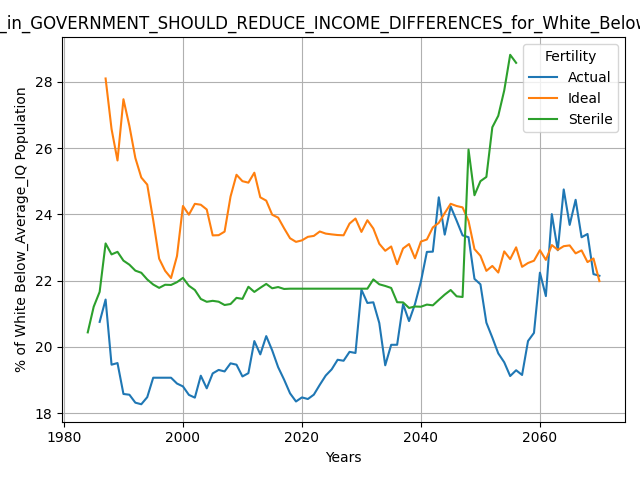 _in_GOVERNMENT_SHOULD_REDUCE_INCOME_DIFFERENCES_for_White_Below
% of White Below_Average_IQ Population
28
26
24
22
20
18
1980 2000 2020 2040 2060
Years
Fertility
Actual
Ideal
Sterile